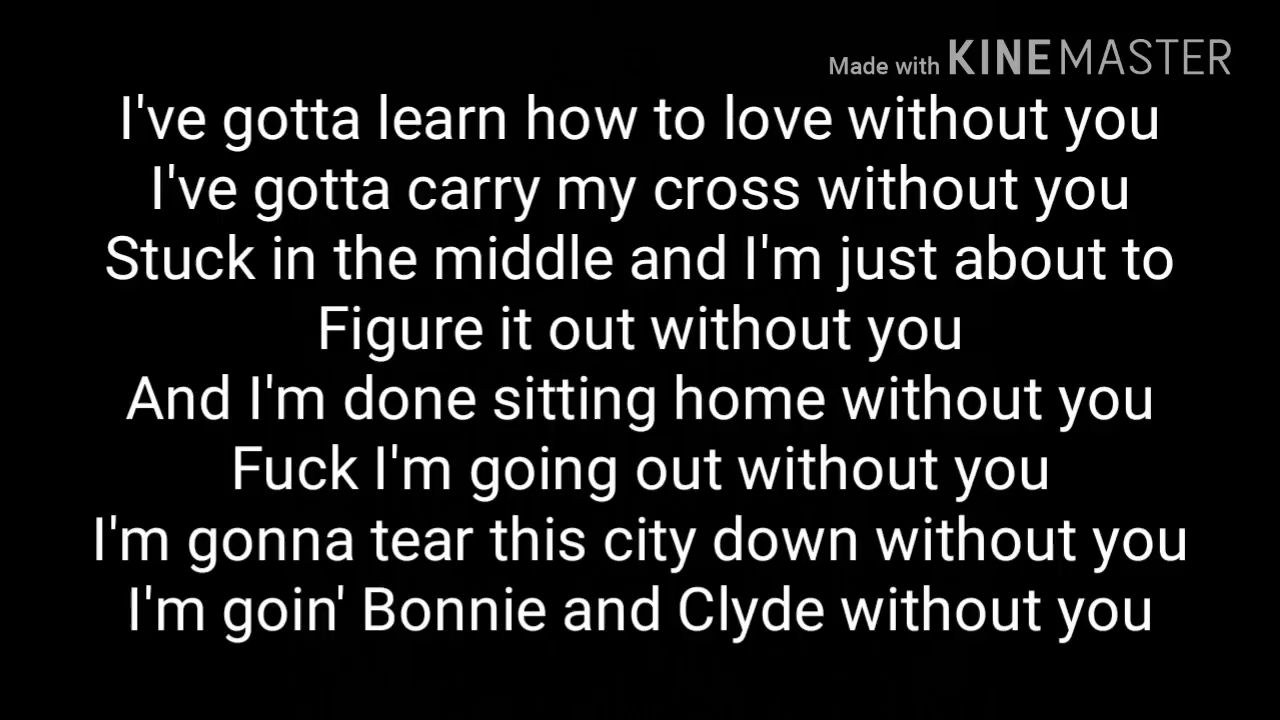 Made with KINEMASTER
I've gotta learn how to love without you
I've gotta carry my cross without you
Stuck in the middle and I'm just about to
Figure it out without you
And I'm done sitting home without you
Fuck I'm going out without you
I'm gonna tear this city down without you
I'm goin' Bonnie and Clyde without you